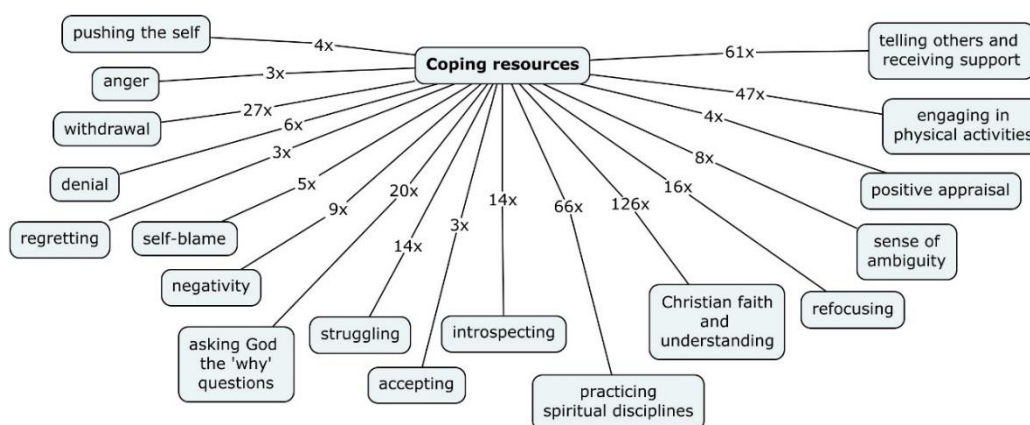 pushing the self
4x
Coping resources
61x
telling others and
receiving support
anger
3x
47x
engaging in
physical activities
withdrawal
27x
4x
positive appraisal
denial
6x
8x
sense of
ambiguity
regretting
3x
16x
refocusing
self-blame
5x
126x
Christian faith
and
understanding
negativity
9x
66x
practicing
spiritual disciplines
asking God
the 'why'
questions
20x
14x
introspecting
struggling
14x
3x
accepting